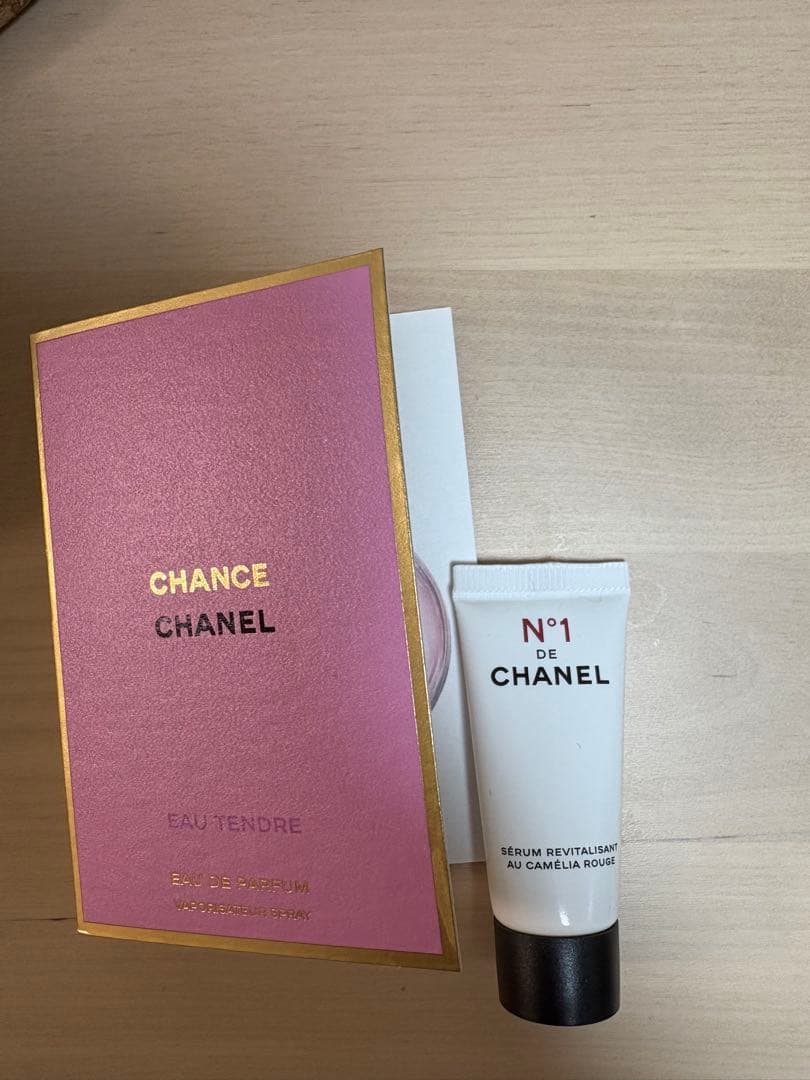 CHANCE
CHANEL
EAU TENDRE
EAU DE PARFUM
VAPORISATEUR SPRAY
N°1
DE
CHANEL
SÉRUM REVITALISANT
AU CAMÉLIA ROUGE